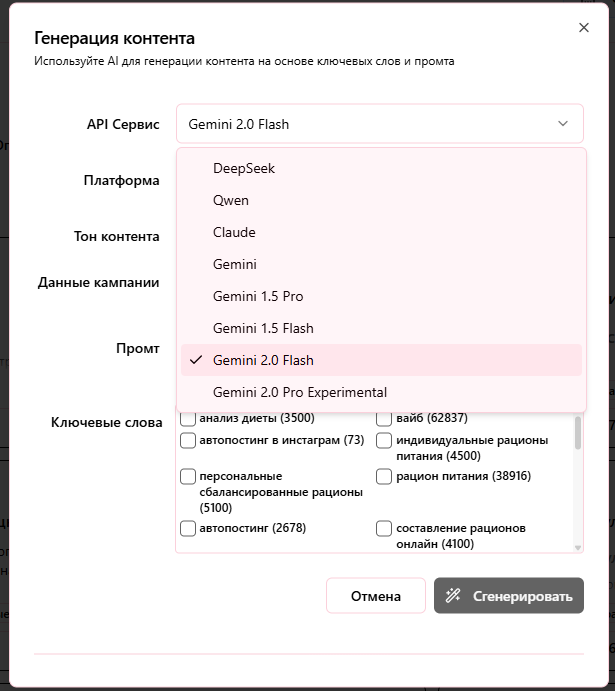 Генерация контента
Используйте AI для генерации контента на основе ключевых слов и промта
API Сервис
Gemini 2.0 Flash
Платформа
Тон контента
Данные кампании
Промт
DeepSeek
Qwen
Claude
Gemini
Gemini 1.5 Pro
Gemini 1.5 Flash
Gemini 2.0 Flash
Gemini 2.0 Pro Experimental
Ключевые слова
анализ диеты (3500)
вайб (62837)
автопостинг в инстаграм (73)
индивидуальные рационы
питания (4500)
персональные
сбалансированные рационы
(5100)
рацион питания (38916)
автопостинг (2678)
составление рационов
онлайн (4100)
Отмена
Сгенерировать